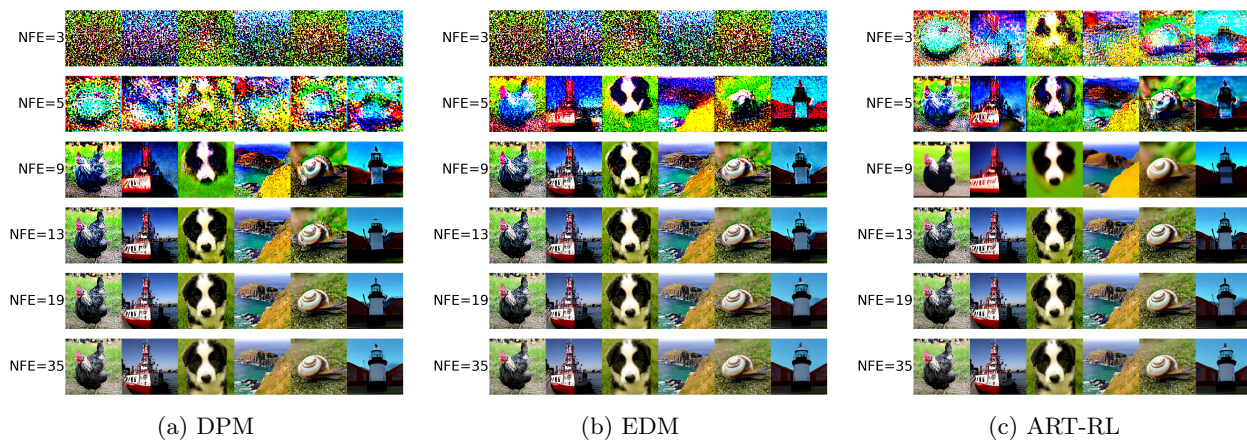 NFE=3
NFE=5
NFE=9
NFE=13
NFE=19
NFE=35
(a) DPM
NFE=3
NFE=5
NFE=9
NFE=13
NFE=19
NFE=35
(b) EDM
NFE=3
NFE=5
NFE=9
NFE=13
NFE=19
NFE=35
(c) ART-RL